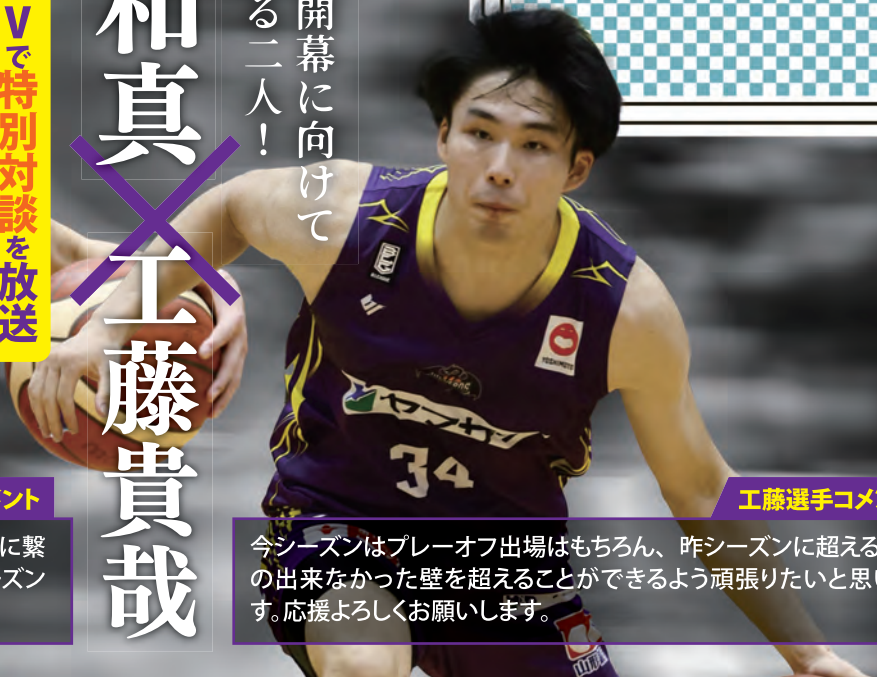 開幕に向けて
る二人！
和真
×
工藤貴哉
Vで特別対談を放送
YOSHIMOTO
ヤマザワ
34
ント
に繋
ーズン
工藤選手コメ
今シーズンはプレーオフ出場はもちろん、昨シーズンに超える
の出来なかった壁を超えることができるよう頑張りたいと思い
す。応援よろしくお願いします。